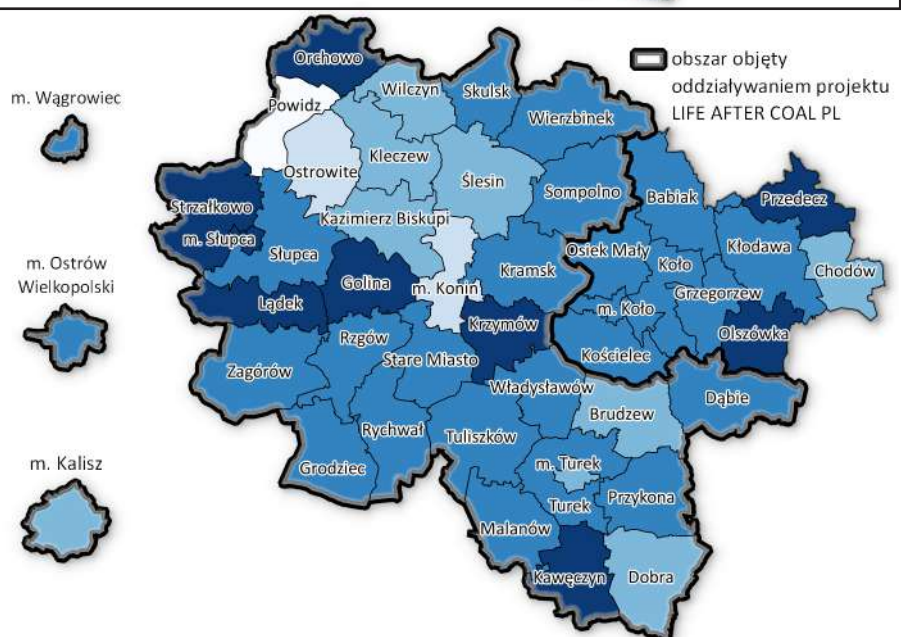 obszar objęty
oddziaływaniem projektu
LIFE AFTER COAL PL
m. Wągrowiec
m. Ostrów
Wielkopolski
m. Kalisz
Orchowo
Wilczyn
Skulsk
Powidz
Wierzbinek
Kleczew
Ostrowite
Ślesin
Sompolno
Babiak
Przedecz
Strzałkowo
Kazimierz Biskupi
m. Słupca
Słupca
Osiek Mały
Kłodawa
Koło
Chodów
Kramsk
Golina
m. Konin
Lądek
Grzegorzew
m. Koło
Krzymów
Olszówka
Rzgów
Stare Miasto
Kościelec
Zagórów
Władysławów
Dąbie
Brudzew
Rychwał
Tuliszków
Grodziec
m. Turek
Przykona
Turek
Malanów
Kawęczyn
Dobra